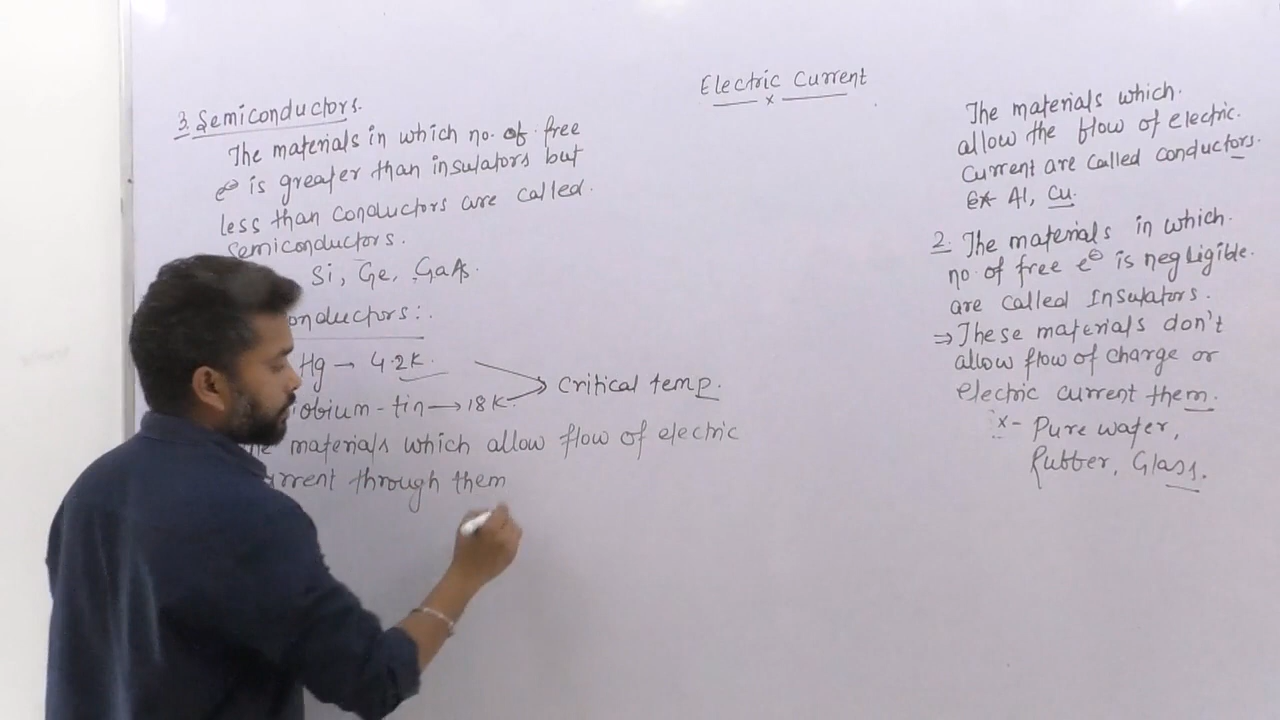 Electric Current
x
3. Semiconductors.
The materials in which no. of free
e⊖ is greater than insulators but
less than conductors are called.
Semiconductors.
Si, Ge, GaAs.
onductors:.
Hg → 4.2K.
iobium-tin → 18K.
Critical temp.
materials which allow flow of electric
rrent through them
The materials which.
allow the flow of electric.
current are called conductors.
ex Al, Cu.
2. The materials in which.
no. of free e⊖ is negligible.
are called Insulators.
⇒ These materials don't
allow flow of charge or
electric current them.
x- Pure water,
Rubber, Glass.